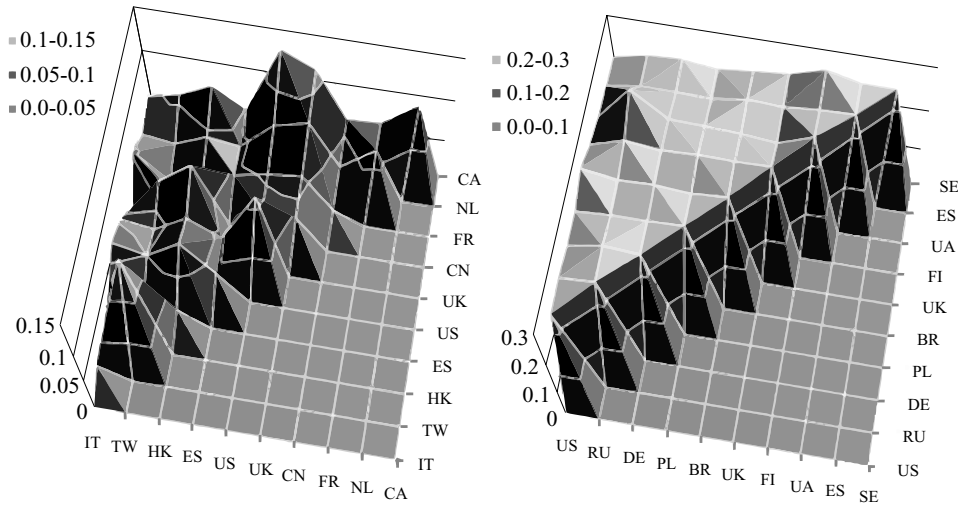 0.1-0.15
0.05-0.1
0.0-0.05
0.15
0.1
0.05
0
IT
TW
HK
ES
US
UK
CN
FR
NL
CA
CA
NL
FR
CN
UK
US
ES
HK
TW
IT
0.2-0.3
0.1-0.2
0.0-0.1
0.3
0.2
0.1
0
US
RU
DE
PL
BR
UK
FI
UA
ES
SE
SE
ES
UA
FI
UK
BR
PL
DE
RU
US